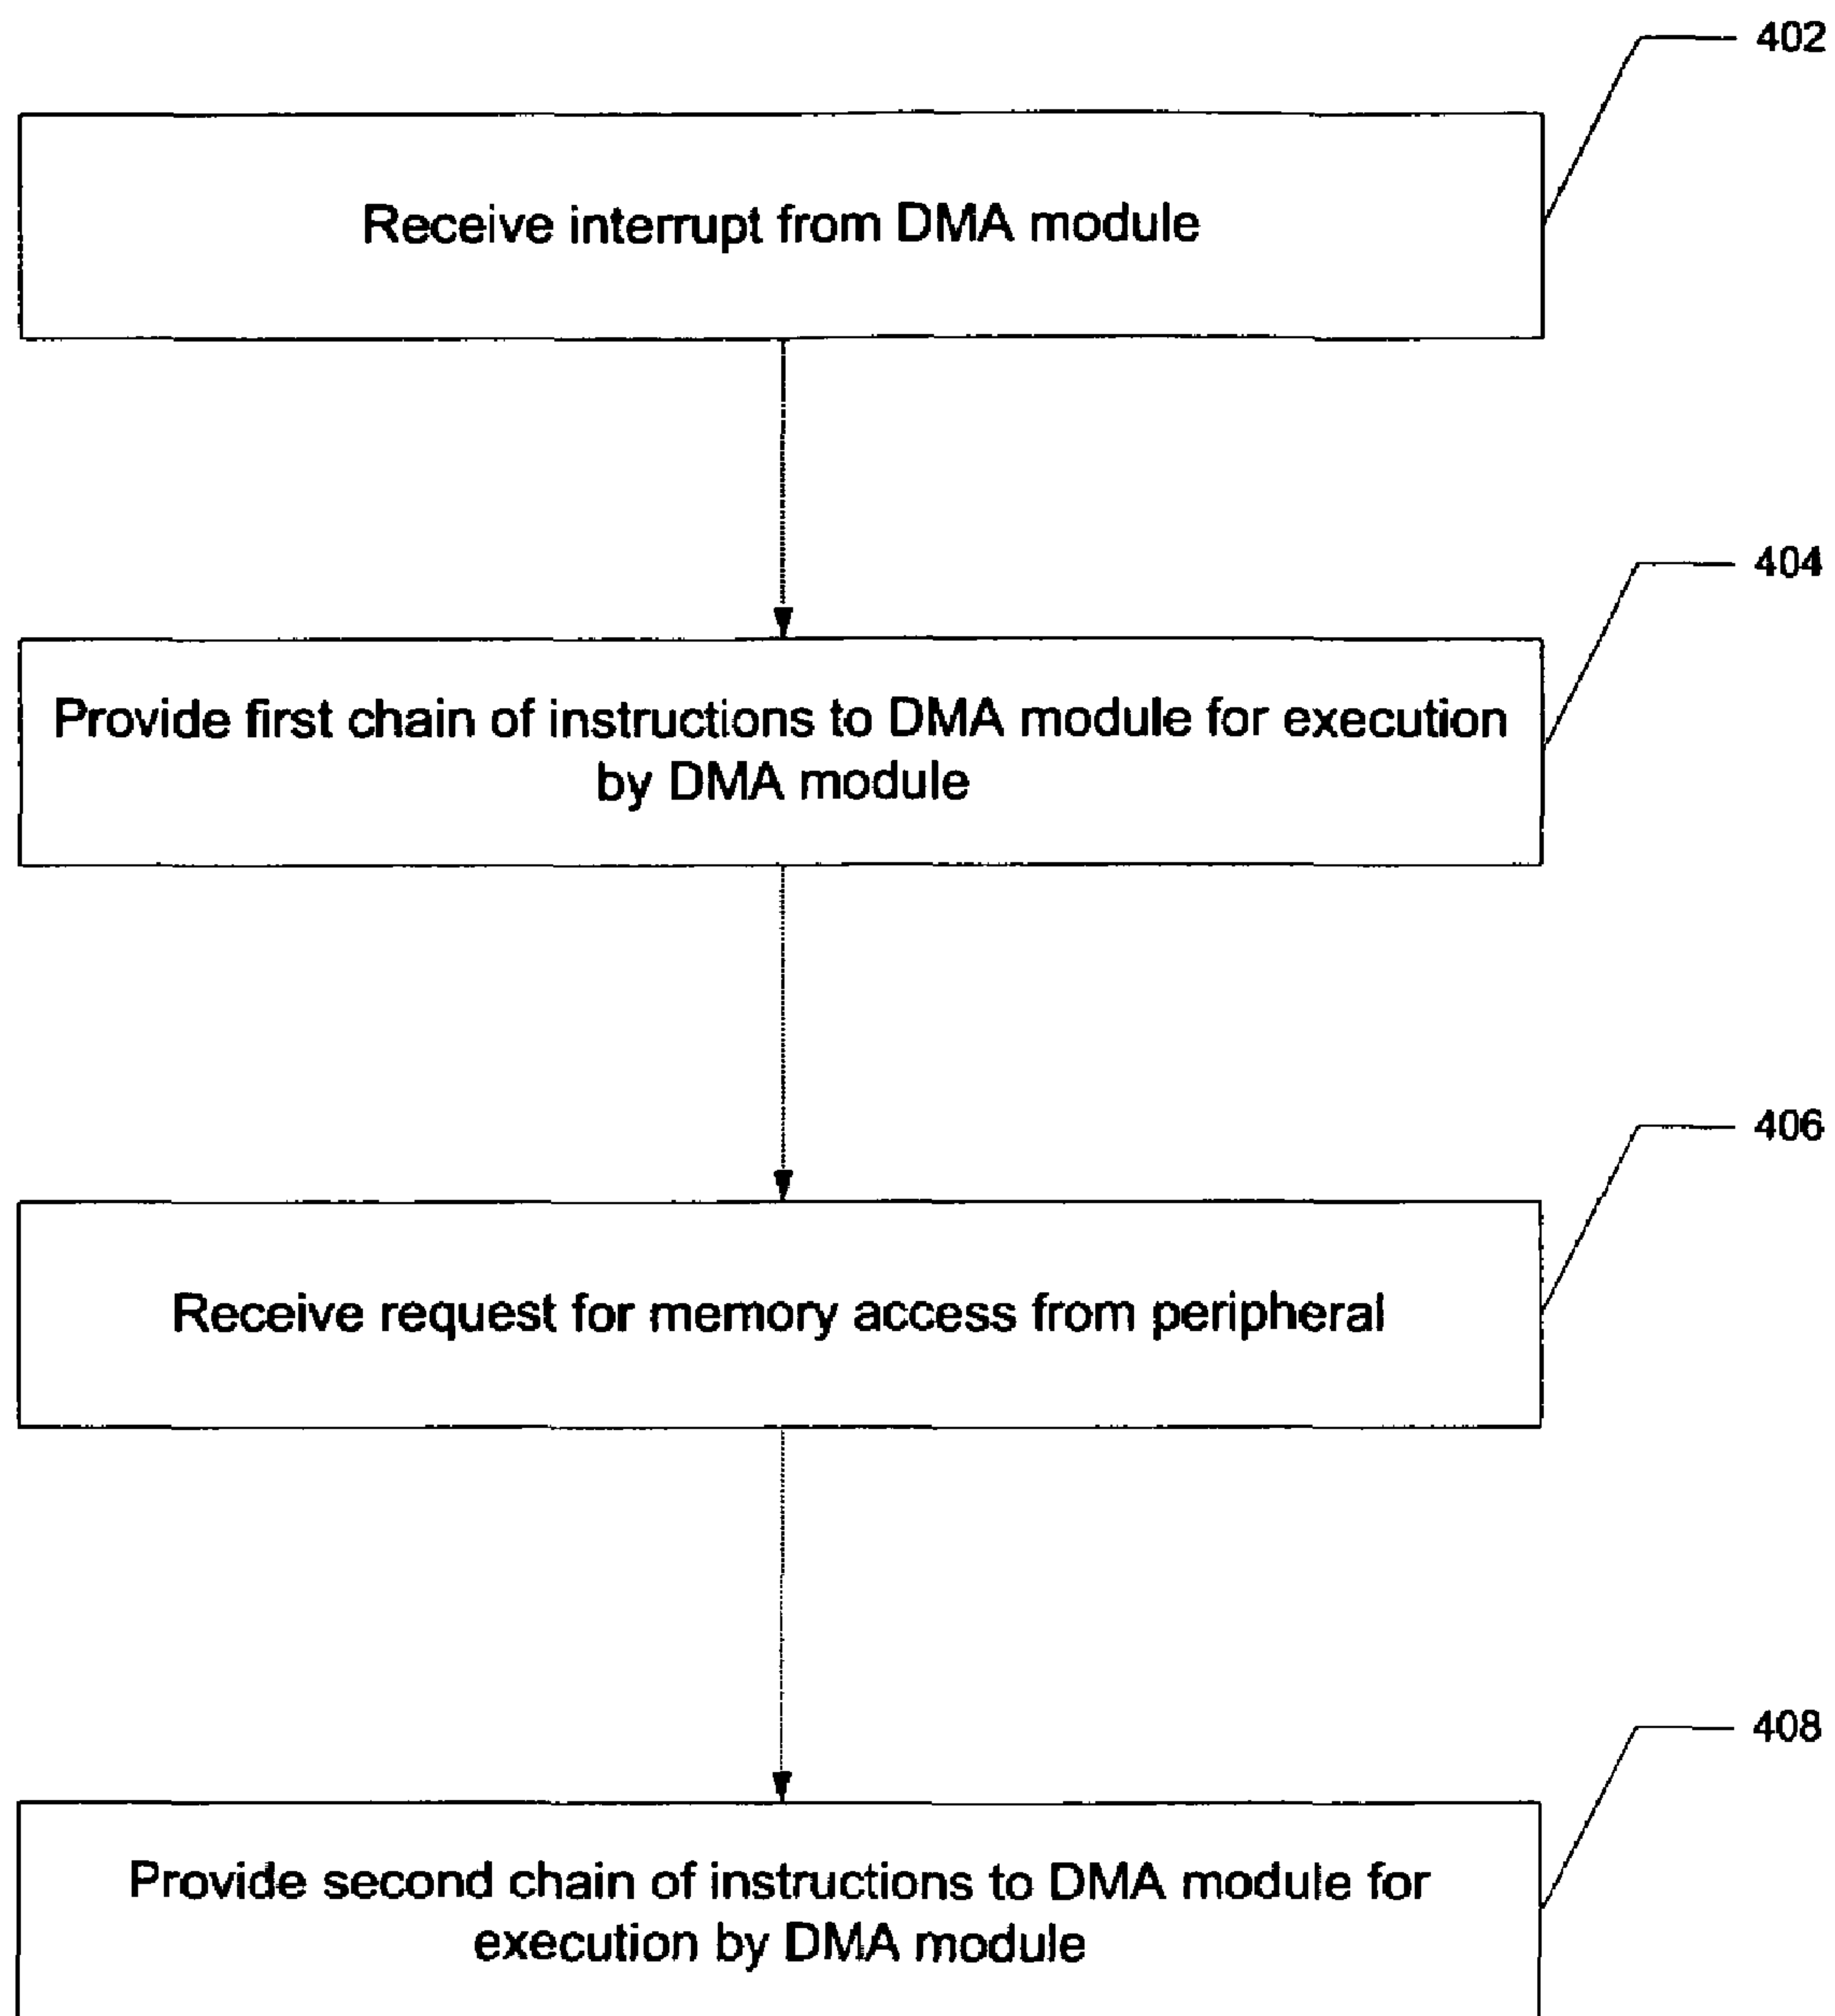 402
Receive interrupt from DMA module
404
Provide first chain of instructions to DMA module for execution
by DMA module
406
Receive request for memory access from peripheral
408
Provide second chain of instructions to DMA module for
execution by DMA module